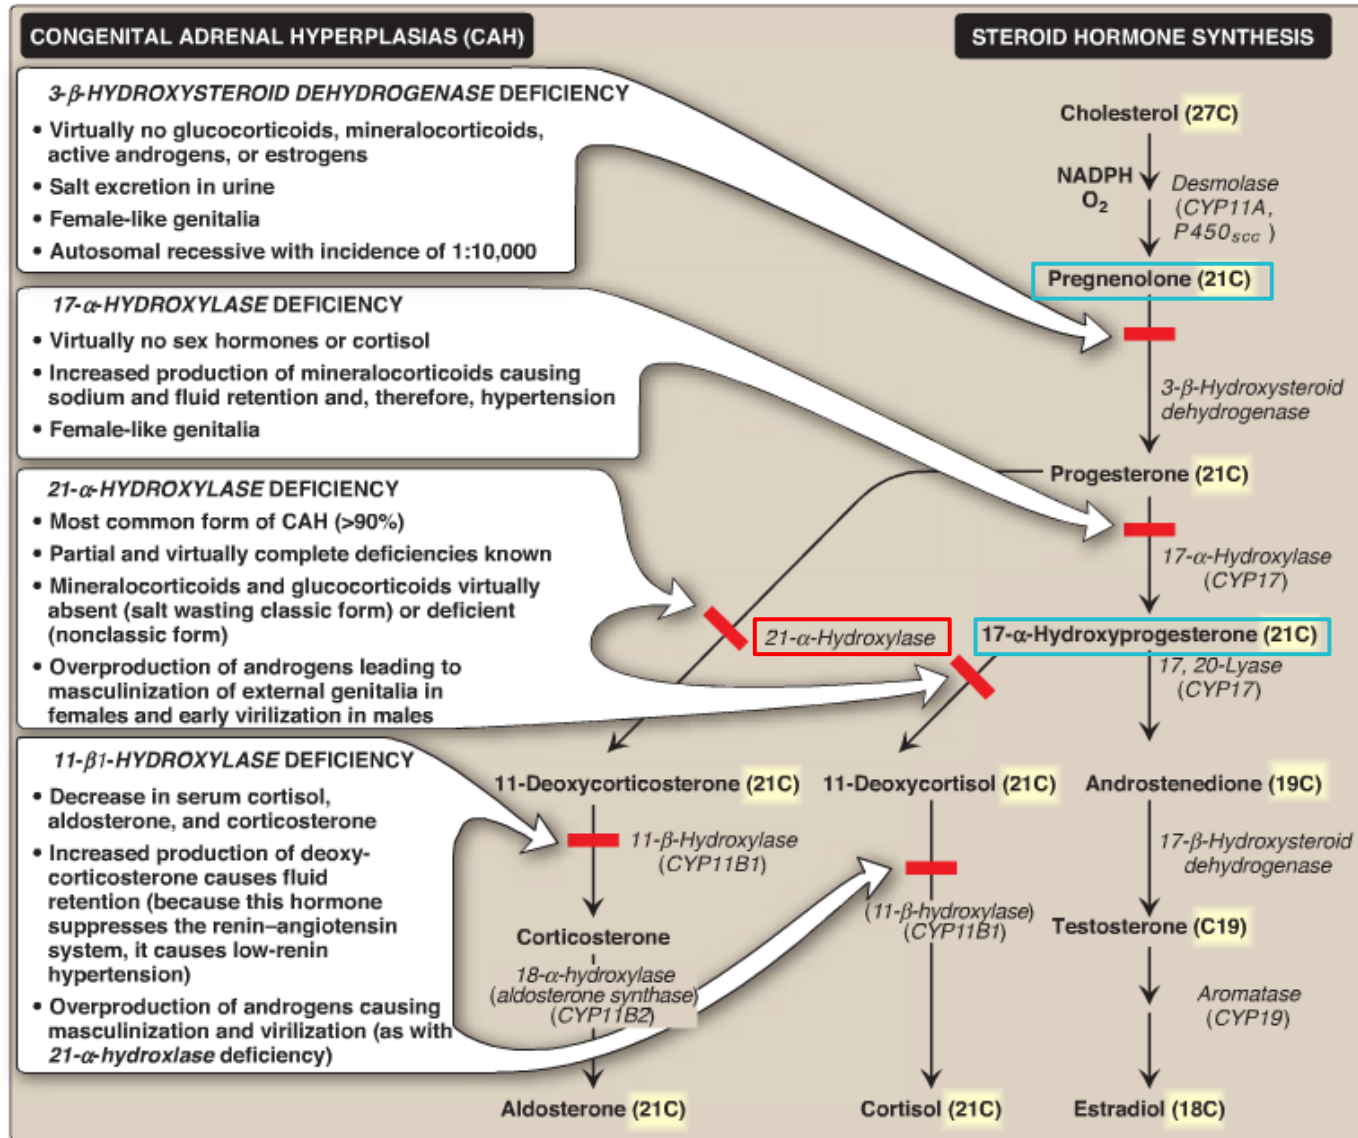 CONGENITAL ADRENAL HYPERPLASIAS (CAH)
3-β-HYDROXYSTEROID DEHYDROGENASE DEFICIENCY
• Virtually no glucocorticoids, mineralocorticoids,
active androgens, or estrogens
• Salt excretion in urine
• Female-like genitalia
• Autosomal recessive with incidence of 1:10,000
17-α-HYDROXYLASE DEFICIENCY
• Virtually no sex hormones or cortisol
• Increased production of mineralocorticoids causing
sodium and fluid retention and, therefore, hypertension
• Female-like genitalia
21-α-HYDROXYLASE DEFICIENCY
• Most common form of CAH (>90%)
• Partial and virtually complete deficiencies known
• Mineralocorticoids and glucocorticoids virtually
absent (salt wasting classic form) or deficient
(nonclassic form)
• Overproduction of androgens leading to
masculinization of external genitalia in
females and early virilization in males
11-β1-HYDROXYLASE DEFICIENCY
• Decrease in serum cortisol,
aldosterone, and corticosterone
• Increased production of deoxy-
corticosterone causes fluid
retention (because this hormone
suppresses the renin–angiotensin
system, it causes low-renin
hypertension)
• Overproduction of androgens causing
masculinization and virilization (as with
21-α-hydroxlase deficiency)
STEROID HORMONE SYNTHESIS
Cholesterol (27C)
NADPH
O2
Desmolase
(CYP11A,
P450scc )
Pregnenolone (21C)
3-β-Hydroxysteroid
dehydrogenase
Progesterone (21C)
17-α-Hydroxylase
(CYP17)
21-α-Hydroxylase
17-α-Hydroxyprogesterone (21C)
17, 20-Lyase
(CYP17)
11-Deoxycorticosterone (21C)
11-Deoxycortisol (21C)
Androstenedione (19C)
11-β-Hydroxylase
(CYP11B1)
(11-β-hydroxylase)
(CYP11B1)
17-β-Hydroxysteroid
dehydrogenase
Corticosterone
Testosterone (C19)
18-α-hydroxylase
(aldosterone synthase)
(CYP11B2)
Aromatase
(CYP19)
Aldosterone (21C)
Cortisol (21C)
Estradiol (18C)